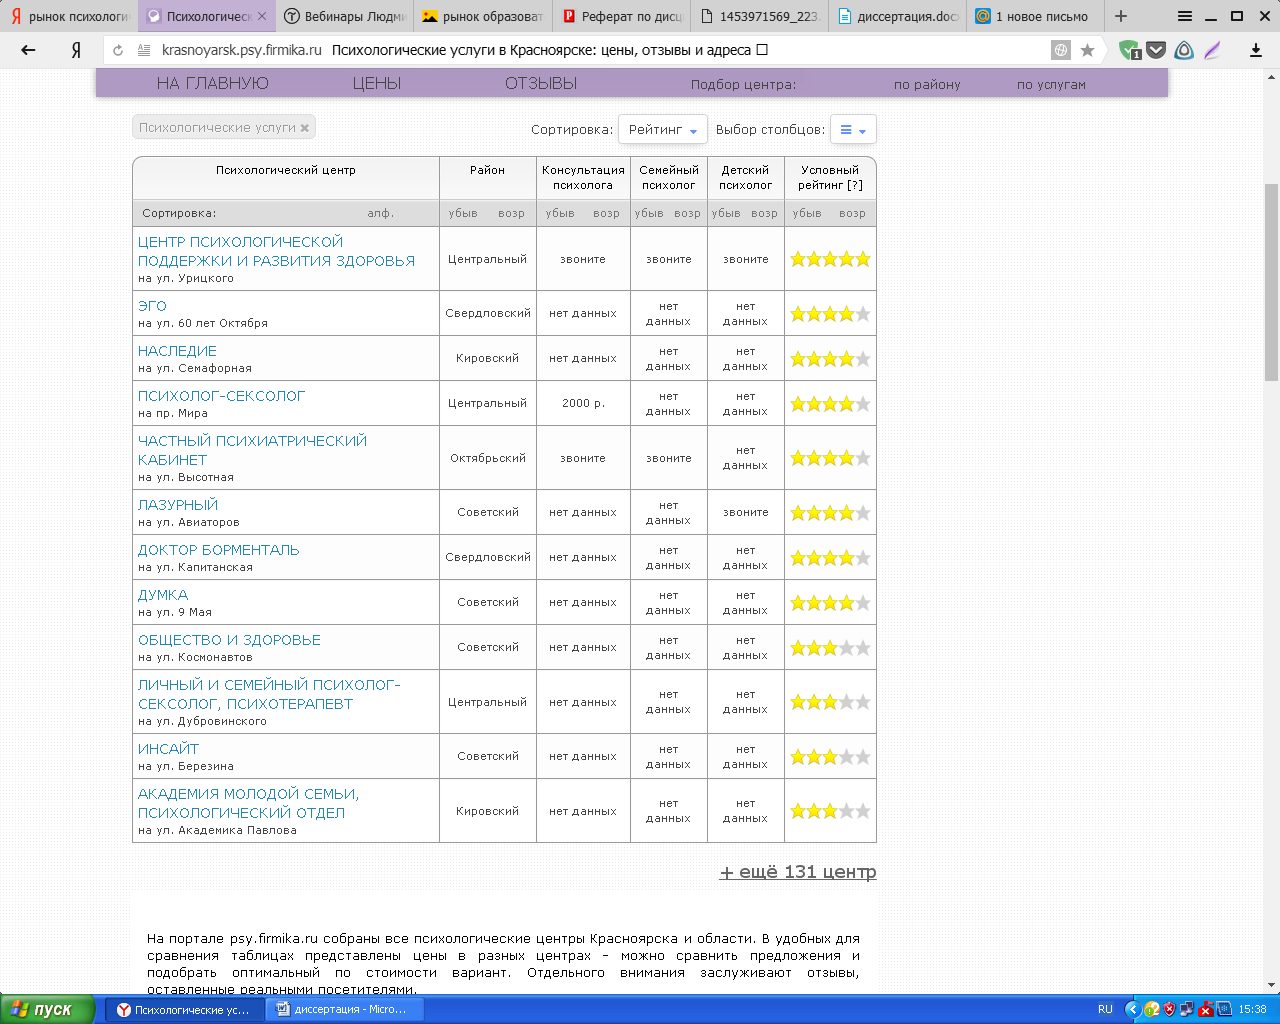 рынок психологи
Психологическ
Вебинары Людми
рынок образоват
Реферат по дисц
1453971569_223.
диссертация.docx
1 новое письмо
krasnoyarsk.psy.firmika.ru Психологические услуги в Красноярске: цены, отзывы и адреса
1
НА ГЛАВНУЮ ЦЕНЫ ОТЗЫВЫ Подбор центра: по району по услугам
Психологические услуги
Сортировка: Рейтинг Выбор столбцов:
Психологический центр Район Консультация психолога Семейный психолог Детский психолог Условный рейтинг [?]
Сортировка: алф. убыв возр убыв возр убыв возр убыв возр убыв возр
ЦЕНТР ПСИХОЛОГИЧЕСКОЙ
ПОДДЕРЖКИ И РАЗВИТИЯ ЗДОРОВЬЯ
на ул. Урицкого
Центральный звоните звоните звоните
ЭГО
на ул. 60 лет Октября
Свердловский нет данных нет данных нет данных
НАСЛЕДИЕ
на ул. Семафорная
Кировский нет данных нет данных нет данных
ПСИХОЛОГ-СЕКСОЛОГ
на пр. Мира
Центральный 2000 р. нет данных нет данных
ЧАСТНЫЙ ПСИХИАТРИЧЕСКИЙ
КАБИНЕТ
на ул. Высотная
Октябрьский звоните звоните нет данных
ЛАЗУРНЫЙ
на ул. Авиаторов
Советский нет данных нет данных звоните
ДОКТОР БОРМЕНТАЛЬ
на ул. Капитанская
Свердловский нет данных нет данных нет данных
ДУМКА
на ул. 9 Мая
Советский нет данных нет данных нет данных
ОБЩЕСТВО И ЗДОРОВЬЕ
на ул. Космонавтов
Советский нет данных нет данных нет данных
ЛИЧНЫЙ И СЕМЕЙНЫЙ ПСИХОЛОГ-
СЕКСОЛОГ, ПСИХОТЕРАПЕВТ
на ул. Дубровинского
Центральный нет данных нет данных нет данных
ИНСАЙТ
на ул. Березина
Советский нет данных нет данных нет данных
АКАДЕМИЯ МОЛОДОЙ СЕМЬИ,
ПСИХОЛОГИЧЕСКИЙ ОТДЕЛ
на ул. Академика Павлова
Кировский нет данных нет данных нет данных
+ ещё 131 центр
На портале psy.firmika.ru собраны все психологические центры Красноярска и области. В удобных для
сравнения таблицах представлены цены в разных центрах – можно сравнить предложения и
подобрать оптимальный по стоимости вариант. Отдельного внимания заслуживают отзывы,
оставленные реальными посетителями.
пуск
Психологические ус...
диссертация - Micro...
RU
15:38